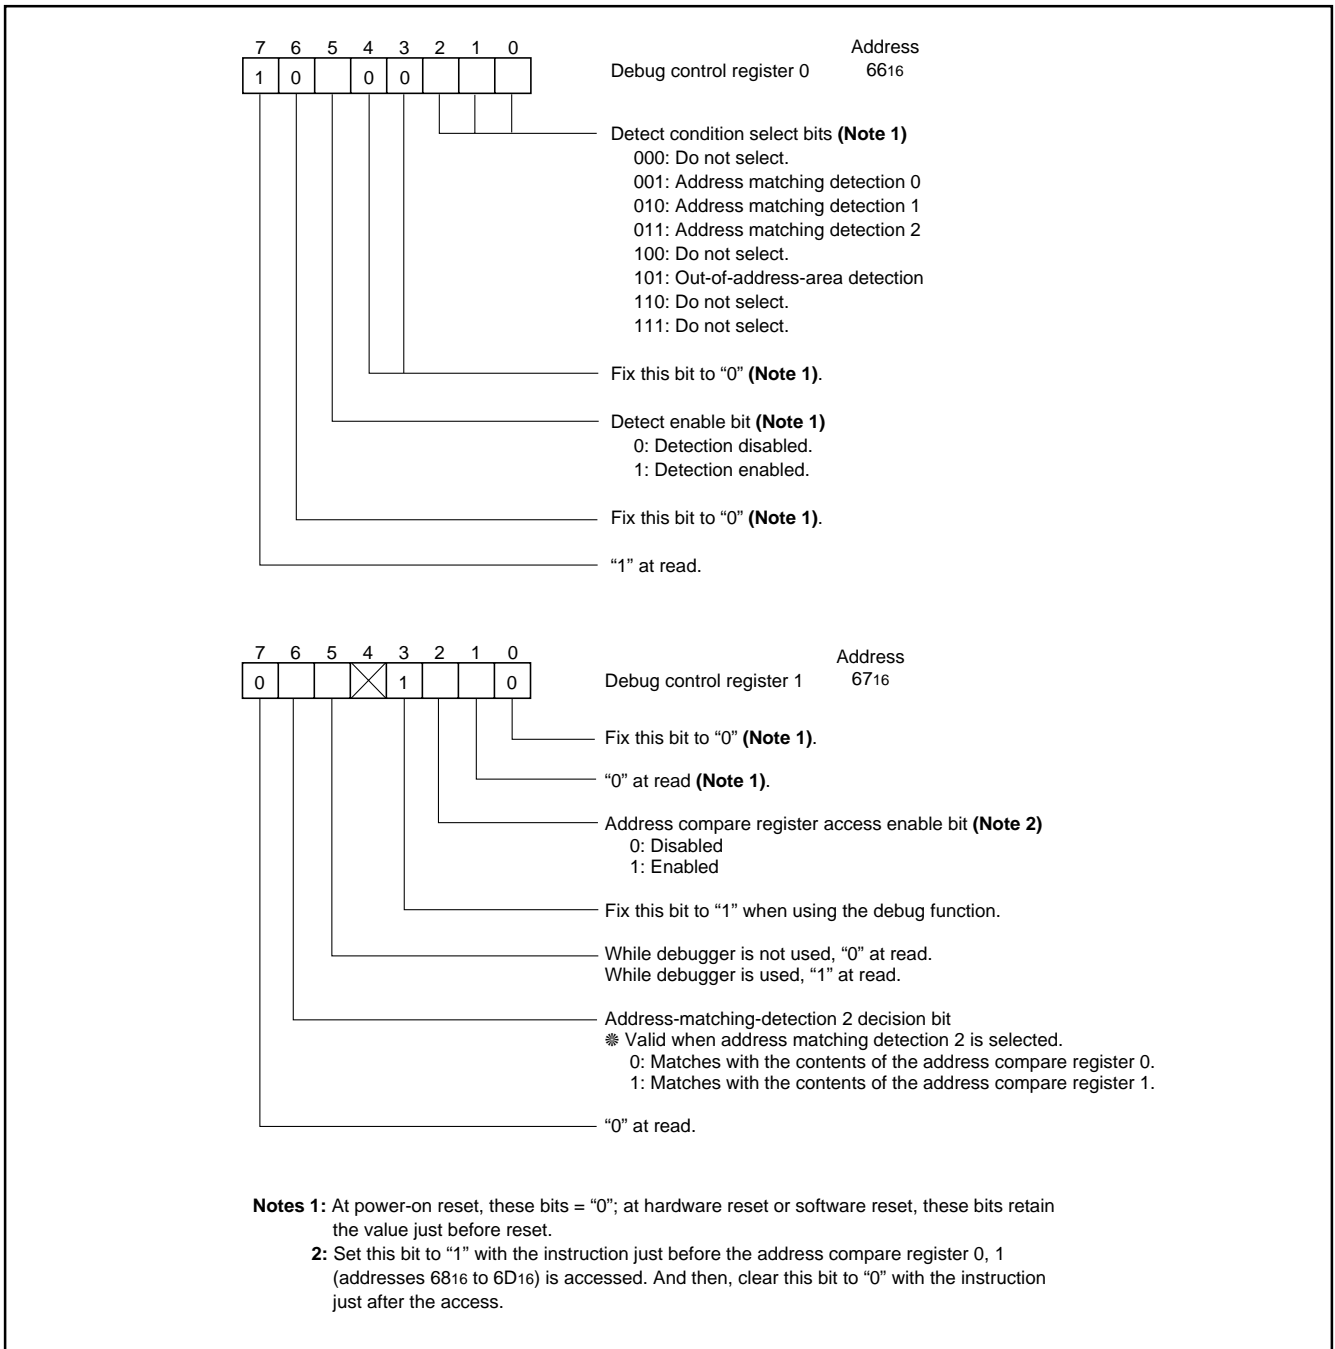 7 6 5 4 3 2 1 0 Address
1 0 0 0 Debug control register 0 6616
Detect condition select bits (Note 1)
000: Do not select.
001: Address matching detection 0
010: Address matching detection 1
011: Address matching detection 2
100: Do not select.
101: Out-of-address-area detection
110: Do not select.
111: Do not select.
Fix this bit to “0” (Note 1).
Detect enable bit (Note 1)
0: Detection disabled.
1: Detection enabled.
Fix this bit to “0” (Note 1).
“1” at read.
7 6 5 4 3 2 1 0 Address
0 1 0 Debug control register 1 6716
Fix this bit to “0” (Note 1).
“0” at read (Note 1).
Address compare register access enable bit (Note 2)
0: Disabled
1: Enabled
Fix this bit to “1” when using the debug function.
While debugger is not used, “0” at read.
While debugger is used, “1” at read.
Address-matching-detection 2 decision bit
❋ Valid when address matching detection 2 is selected.
0: Matches with the contents of the address compare register 0.
1: Matches with the contents of the address compare register 1.
“0” at read.
Notes 1: At power-on reset, these bits = “0”; at hardware reset or software reset, these bits retain
the value just before reset.
2: Set this bit to “1” with the instruction just before the address compare register 0, 1
(addresses 6816 to 6D16) is accessed. And then, clear this bit to “0” with the instruction
just after the access.